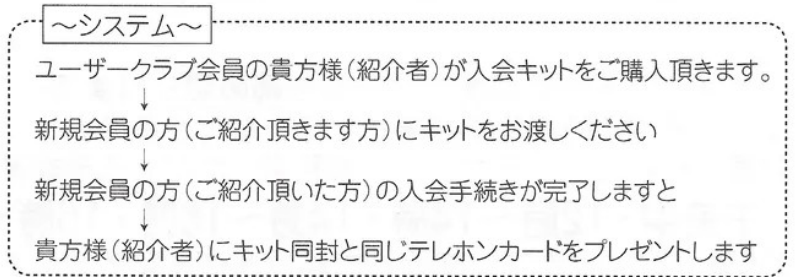 ～システム～
ユーザークラブ会員の貴方様（紹介者）が入会キットをご購入頂きます。
↓
新規会員の方（ご紹介頂きます方）にキットをお渡しください
↓
新規会員の方（ご紹介頂いた方）の入会手続きが完了しますと
↓
貴方様（紹介者）にキット同封と同じテレホンカードをプレゼントします